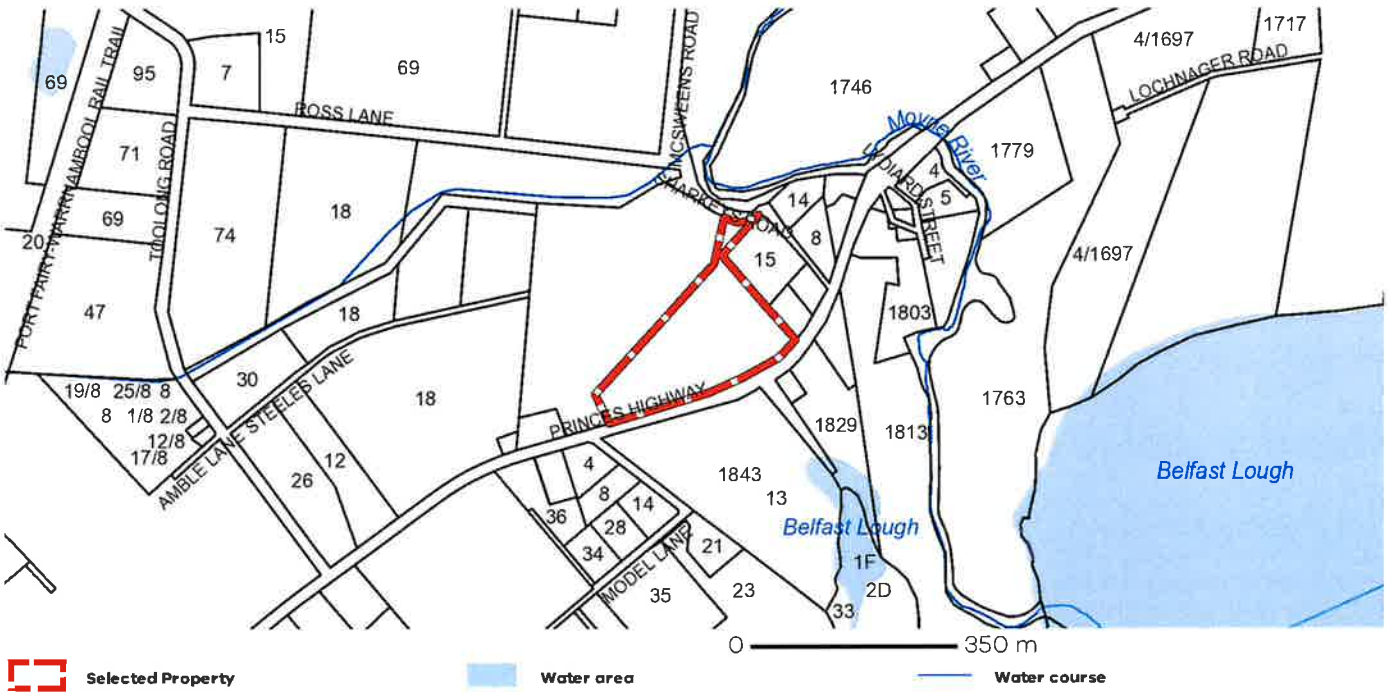 15
1717
4/1697
69
95
7
69
1746
LOCHNAGER ROAD
PORT FAIRY-WARRNAMBOOL RAIL TRAIL
MCSWEENS ROAD
ROSS LANE
Moyne River
71
TOOLONG ROAD
1779
LYDIARD STREET
4
5
18
14
69
SHARKEYS ROAD
20
74
8
15
4/1697
47
18
1803
30
19/8 25/8 8
8 1/8 2/8
12/8
17/8
AMBLE LANE STEELES LANE
18
PRINCES HIGHWAY
1763
1829
1813
12
26
4
1843
13
Belfast Lough
8
14
36
28
Belfast Lough
34
21
1F
MODEL LANE
35
23
2D
33
0 350 m
Selected Property
Water area
Water course